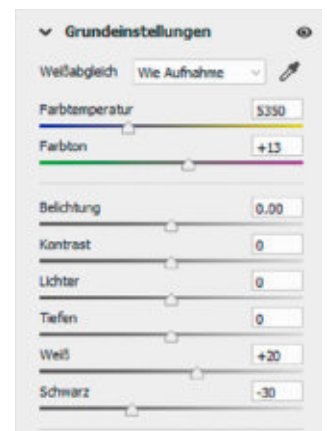 Grundeinstellungen
Weißabgleich Wie Aufnahme
Farbtemperatur 5350
Farbton +13
Belichtung 0.00
Kontrast 0
Lichter 0
Tiefen 0
Weiß +20
Schwarz -30